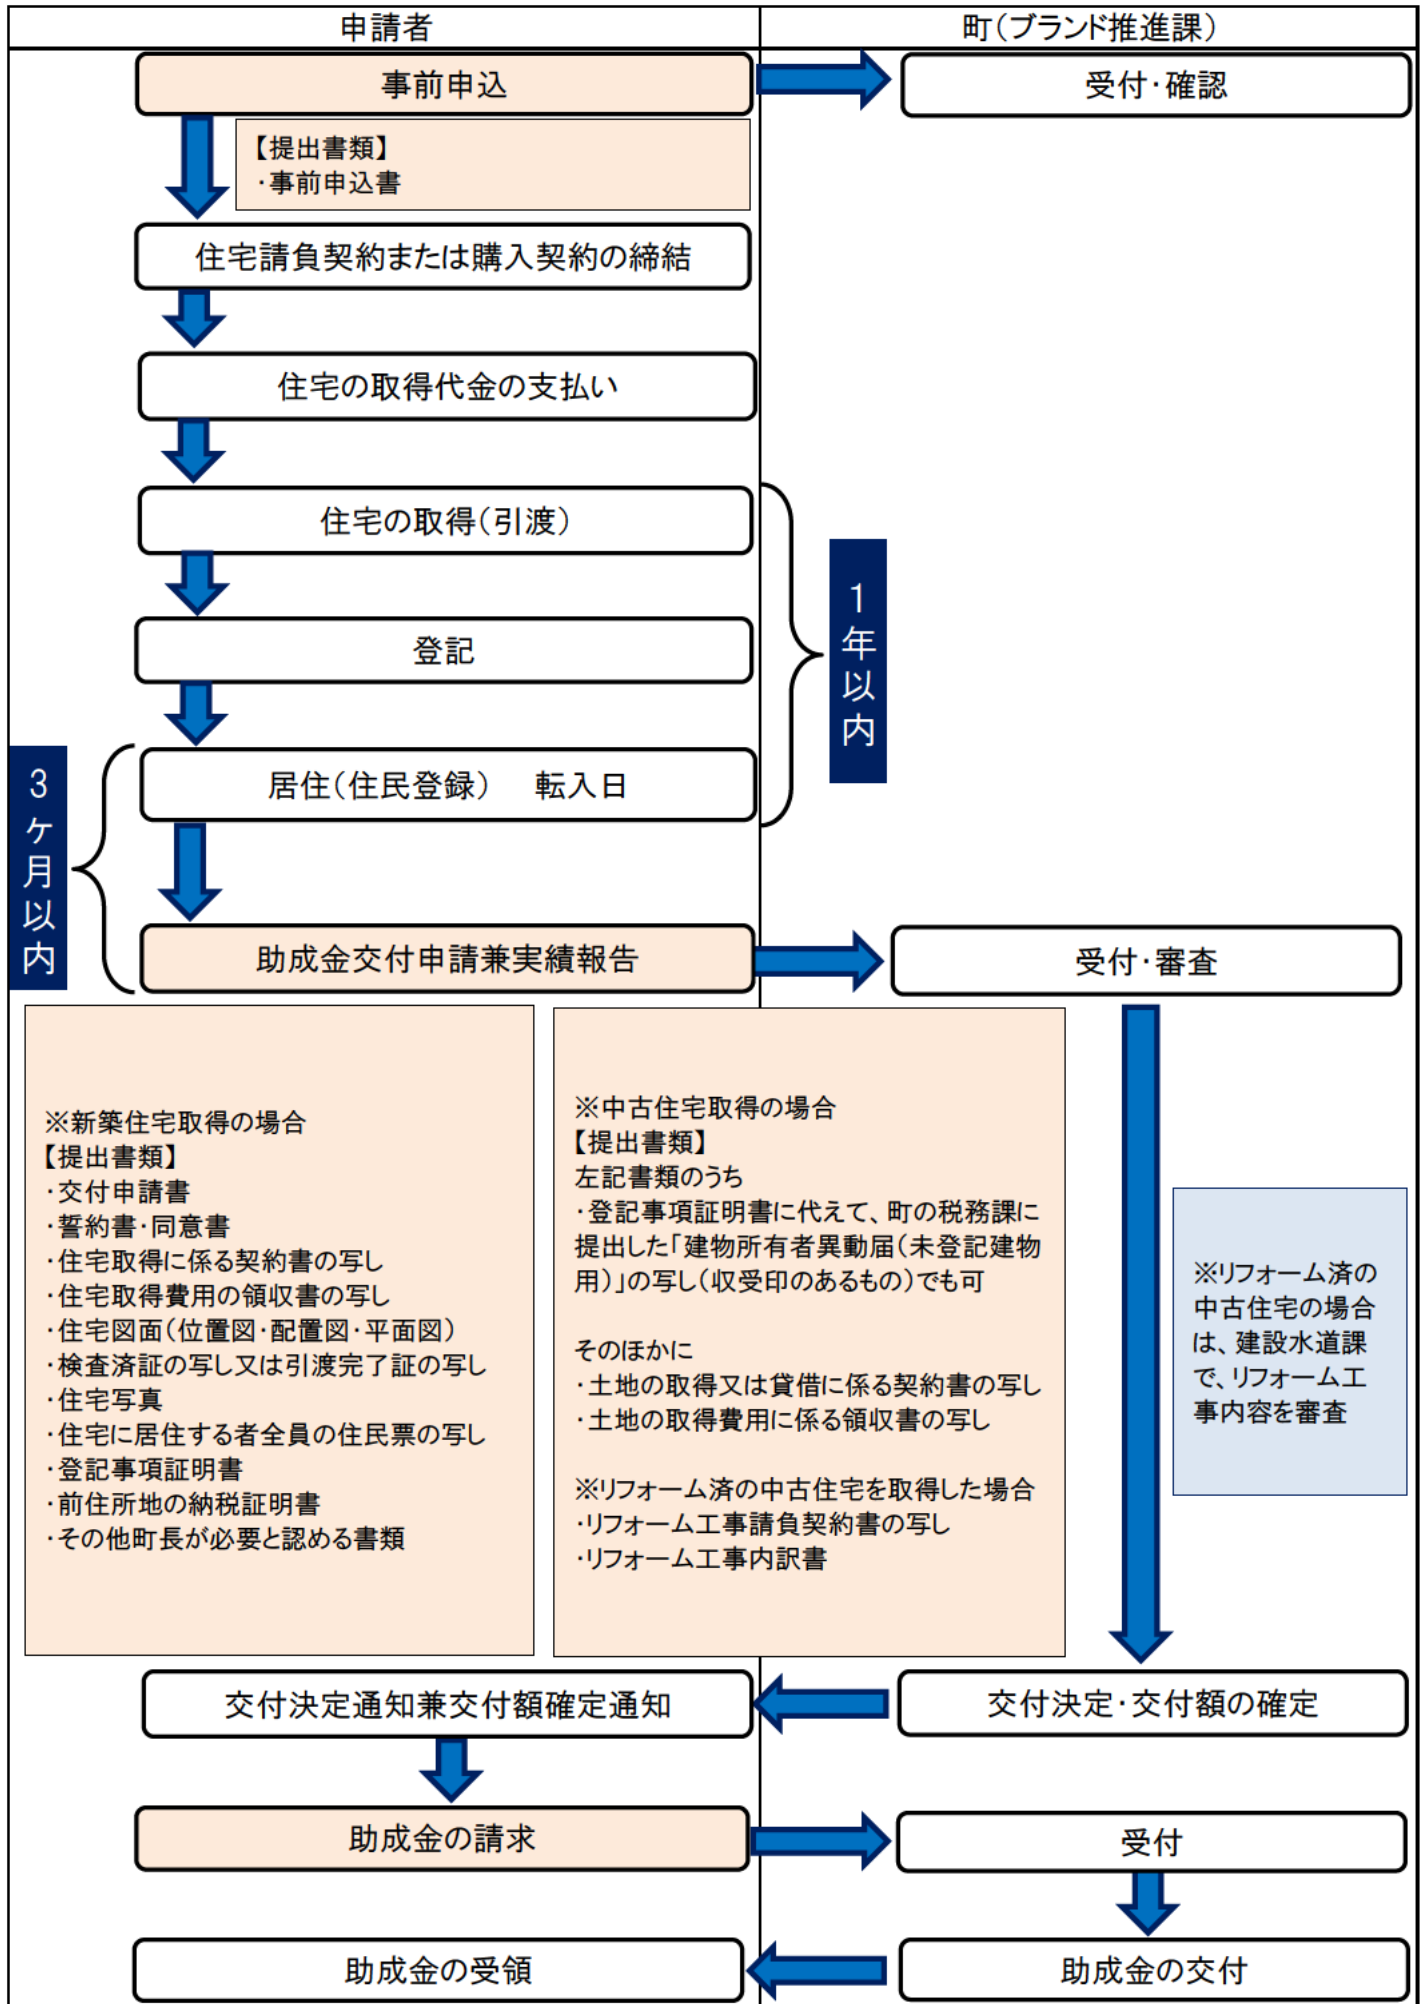 申請者
町（ブランド推進課）
事前申込
受付・確認
【提出書類】
・事前申込書
住宅請負契約または購入契約の締結
住宅の取得代金の支払い
住宅の取得（引渡）
登記
1年以内
居住（住民登録）　転入日
3ヶ月以内
助成金交付申請兼実績報告
受付・審査
※新築住宅取得の場合
【提出書類】
・交付申請書
・誓約書・同意書
・住宅取得に係る契約書の写し
・住宅取得費用の領収書の写し
・住宅図面（位置図・配置図・平面図）
・検査済証の写し又は引渡完了証の写し
・住宅写真
・住宅に居住する者全員の住民票の写し
・登記事項証明書
・前住所地の納税証明書
・その他町長が必要と認める書類
※中古住宅取得の場合
【提出書類】
左記書類のうち
・登記事項証明書に代えて、町の税務課に
提出した「建物所有者異動届（未登記建物
用）」の写し（収受印のあるもの）でも可
そのほかに
・土地の取得又は貸借に係る契約書の写し
・土地の取得費用に係る領収書の写し
※リフォーム済の中古住宅を取得した場合
・リフォーム工事請負契約書の写し
・リフォーム工事内訳書
※リフォーム済の
中古住宅の場合
は、建設水道課
で、リフォーム工
事内容を審査
交付決定通知兼交付額確定通知
交付決定・交付額の確定
助成金の請求
受付
助成金の受領
助成金の交付